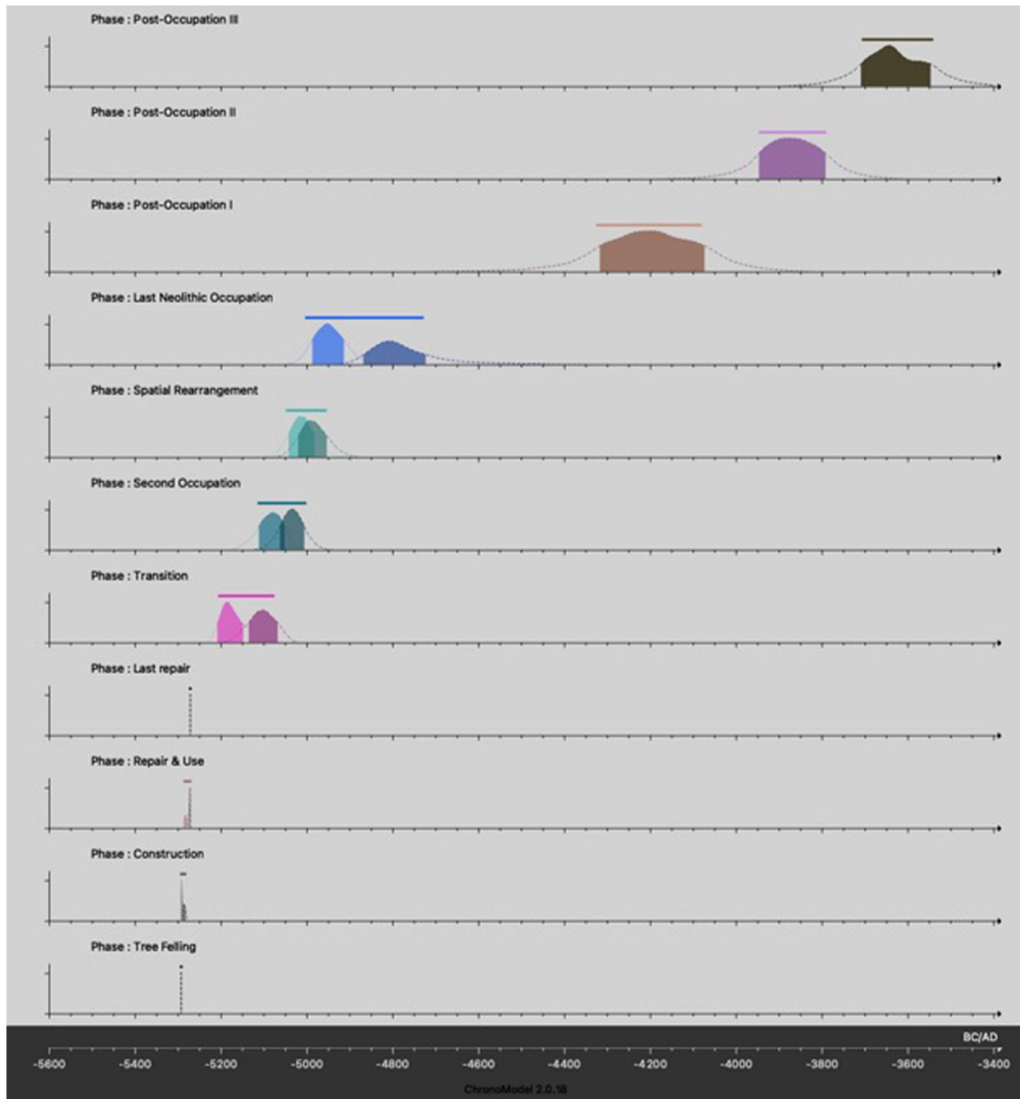 Phase : Post-Occupation III
Phase : Post-Occupation II
Phase : Post-Occupation I
Phase : Last Neolithic Occupation
Phase : Spatial Rearrangement
Phase : Second Occupation
Phase : Transition
Phase : Last repair
Phase : Repair & Use
Phase : Construction
Phase : Tree Felling
BC/AD
-5600 -5400 -5200 -5000 -4800 -4600 -4400 -4200 -4000 -3800 -3600 -3400
ChronoModel 2.0.18